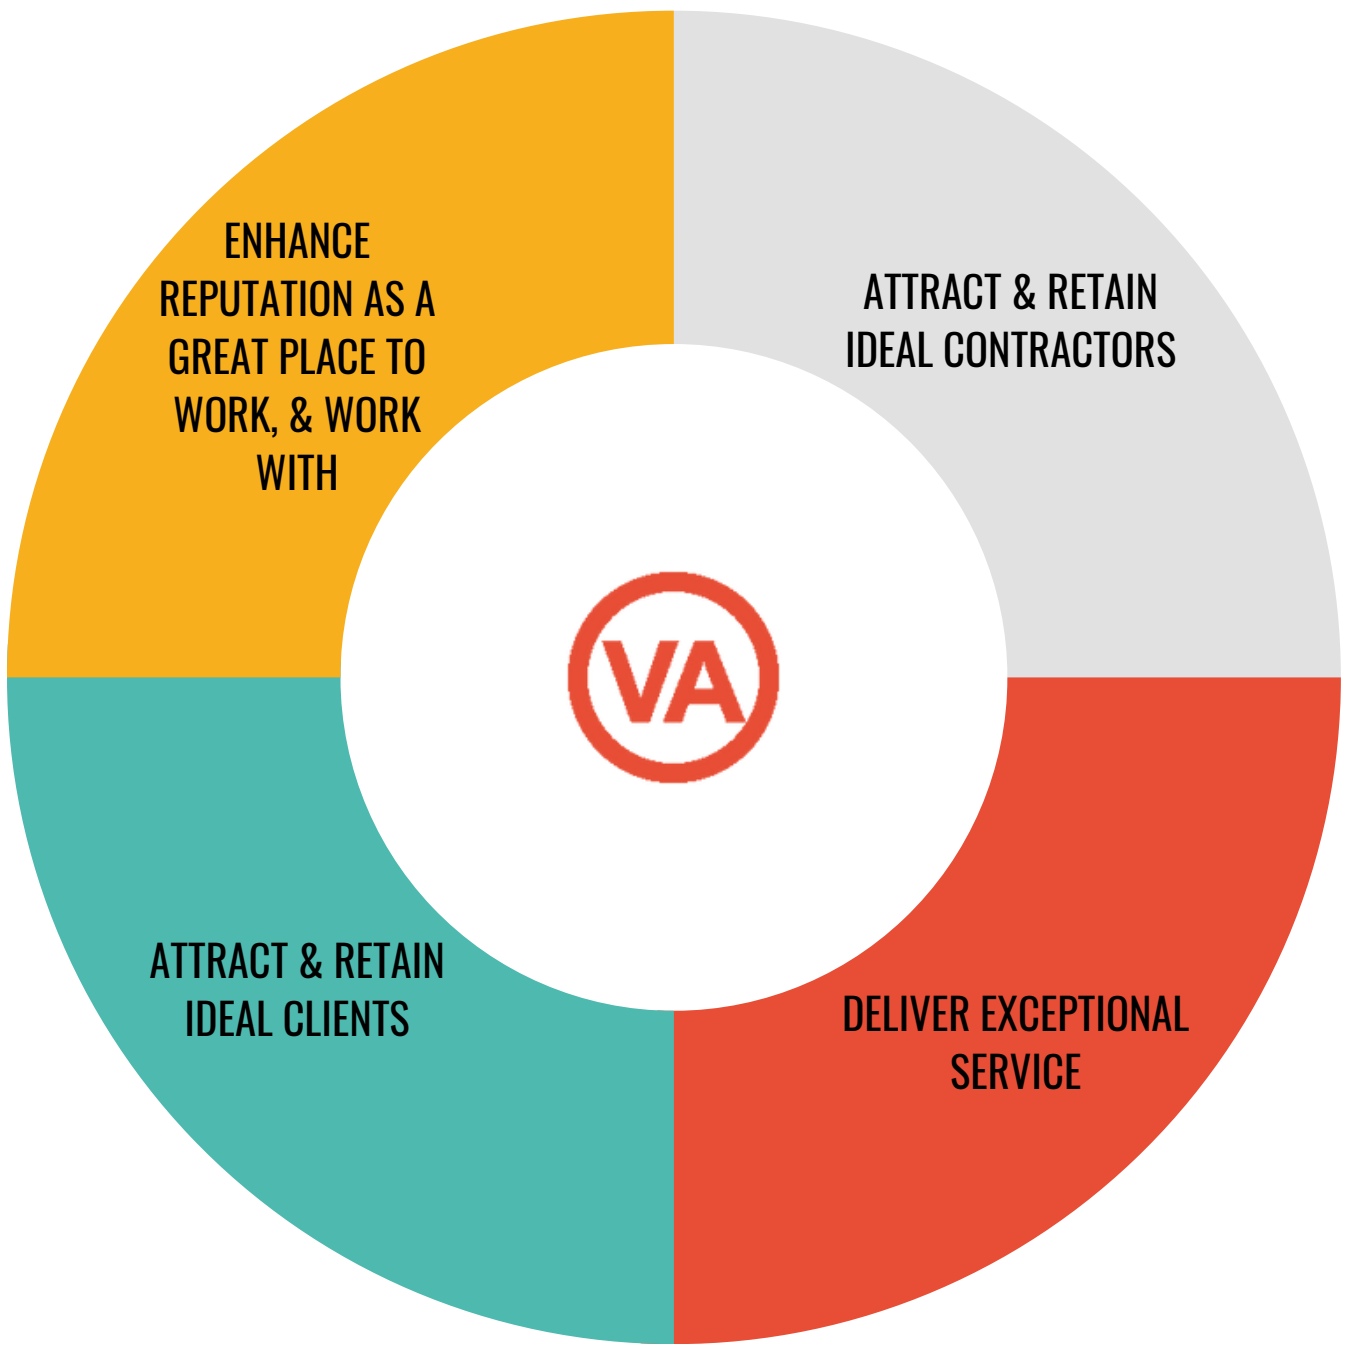 ENHANCE
REPUTATION AS A
GREAT PLACE TO
WORK, & WORK
WITH
ATTRACT & RETAIN
IDEAL CONTRACTORS
VA
ATTRACT & RETAIN
IDEAL CLIENTS
DELIVER EXCEPTIONAL
SERVICE